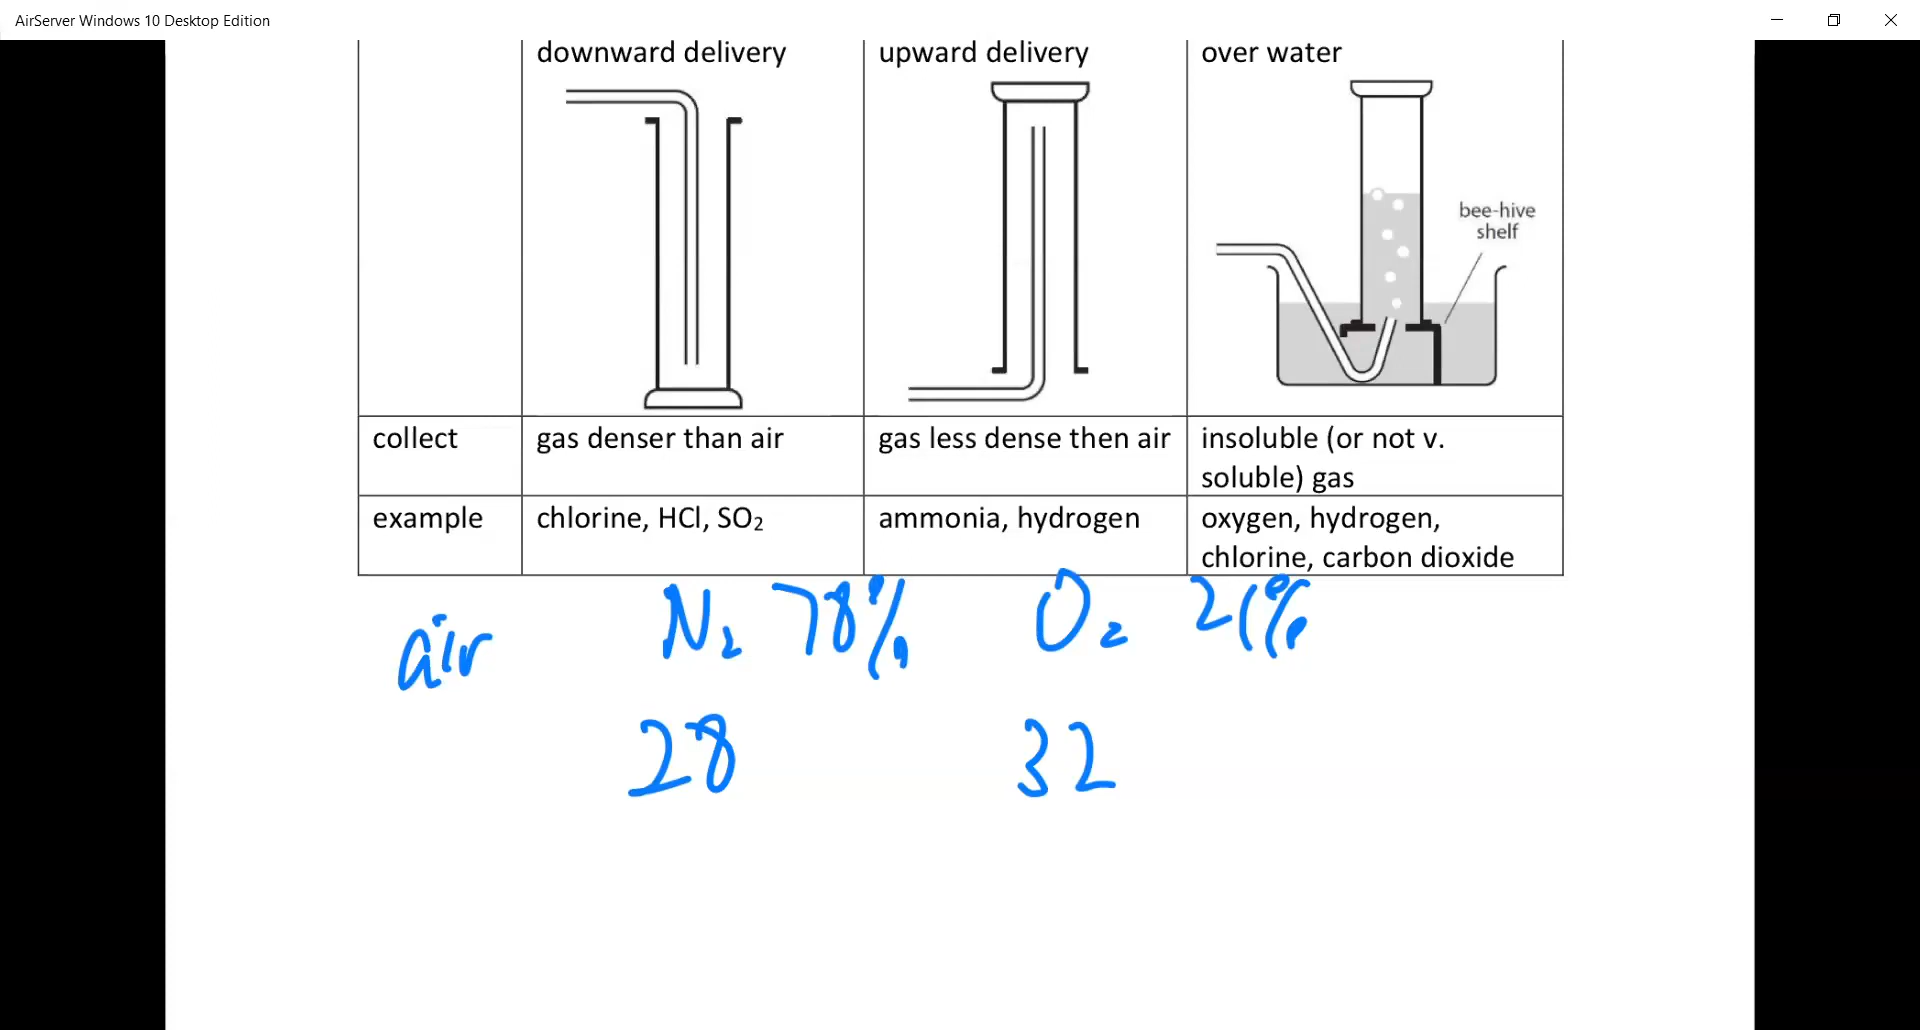 AirServer Windows 10 Desktop Edition
downward delivery upward delivery over water
bee-hive
shelf
collect gas denser than air gas less dense then air insoluble (or not v.
soluble) gas
example chlorine, HCl, SO₂ ammonia, hydrogen oxygen, hydrogen,
chlorine, carbon dioxide
air N₂ 78% O₂ 21%
28 32